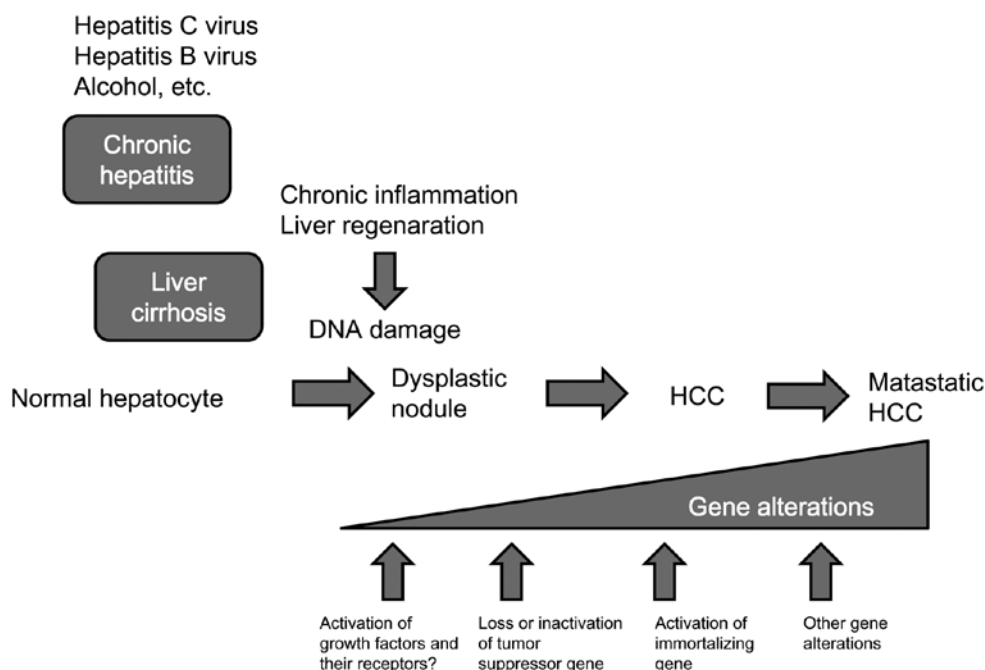 Hepatitis C virus
Hepatitis B virus
Alcohol, etc.
Chronic
hepatitis
Chronic inflammation
Liver regenaration
Liver
cirrhosis
DNA damage
Normal hepatocyte
Dysplastic
nodule
HCC
Matastatic
HCC
Gene alterations
Activation of
growth factors and
their receptors?
Loss or inactivation
of tumor
suppressor gene
Activation of
immortalizing
gene
Other gene
alterations